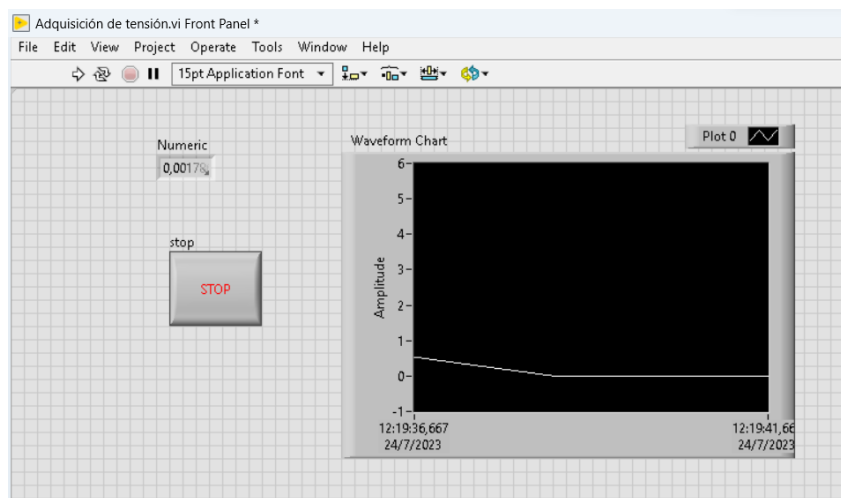 Adquisición de tensión.vi Front Panel *
File Edit View Project Operate Tools Window Help
15pt Application Font
Numeric
0,00178
stop
STOP
Waveform Chart
Plot 0
Amplitude
6
5
4
3
2
1
0
-1
12:19:36,667
24/7/2023
12:19:41,66
24/7/2023